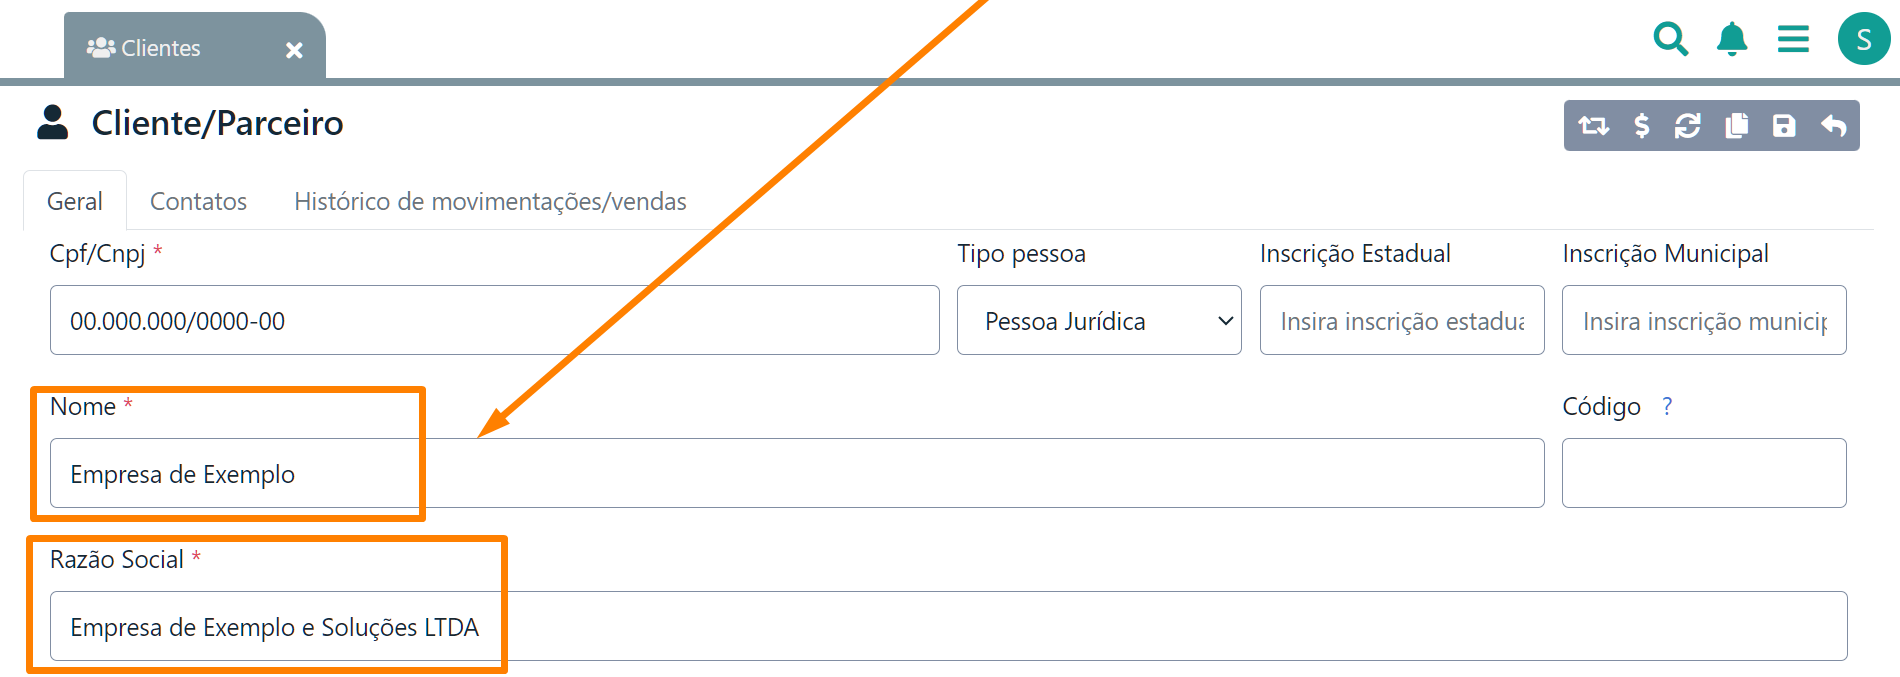 Clientes
S
Cliente/Parceiro
Geral Contatos Histórico de movimentações/vendas
Cpf/Cnpj * Tipo pessoa Inscrição Estadual Inscrição Municipal
00.000.000/0000-00 Pessoa Jurídica Insira inscrição estadua Insira inscrição municip
Nome * Código ?
Empresa de Exemplo
Razão Social *
Empresa de Exemplo e Soluções LTDA